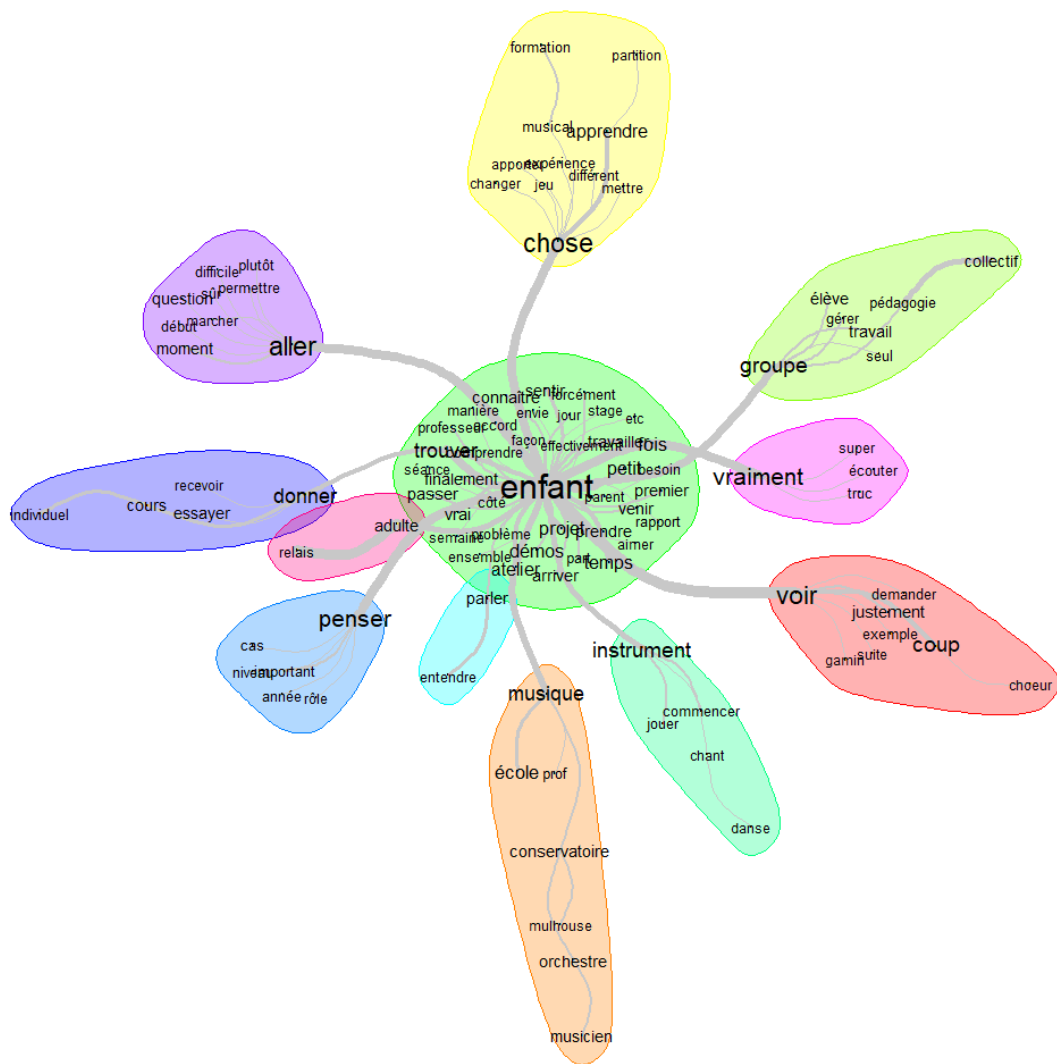 formation
partition
musical
apprendre
apporter
expérience
différent
changer
jeu
mettre
chose
difficile
plutôt
sûr
permettre
question
début
marcher
moment
aller
collectif
élève
pédagogie
gérer
travail
seul
groupe
connaître
sentir
forcément
manière
envie
jour
stage
etc
professeur
accord
façon
effectivement
travailler
fois
trouver
comprendre
séance
finalement
petit
besoin
passer
enfant
côté
parent
premier
venir
vrai
rapport
semaine
problème
projet
prendre
aimer
ensemble
démos
part
temps
atelier
arriver
vraiment
super
écouter
truc
recevoir
donner
individuel
cours
essayer
adulte
relais
penser
cas
niveau
important
année
rôle
parler
entendre
voir
demander
justement
exemple
coup
suite
gamin
choeur
instrument
commencer
jouer
chant
danse
musique
école
prof
conservatoire
mulhouse
orchestre
musicien